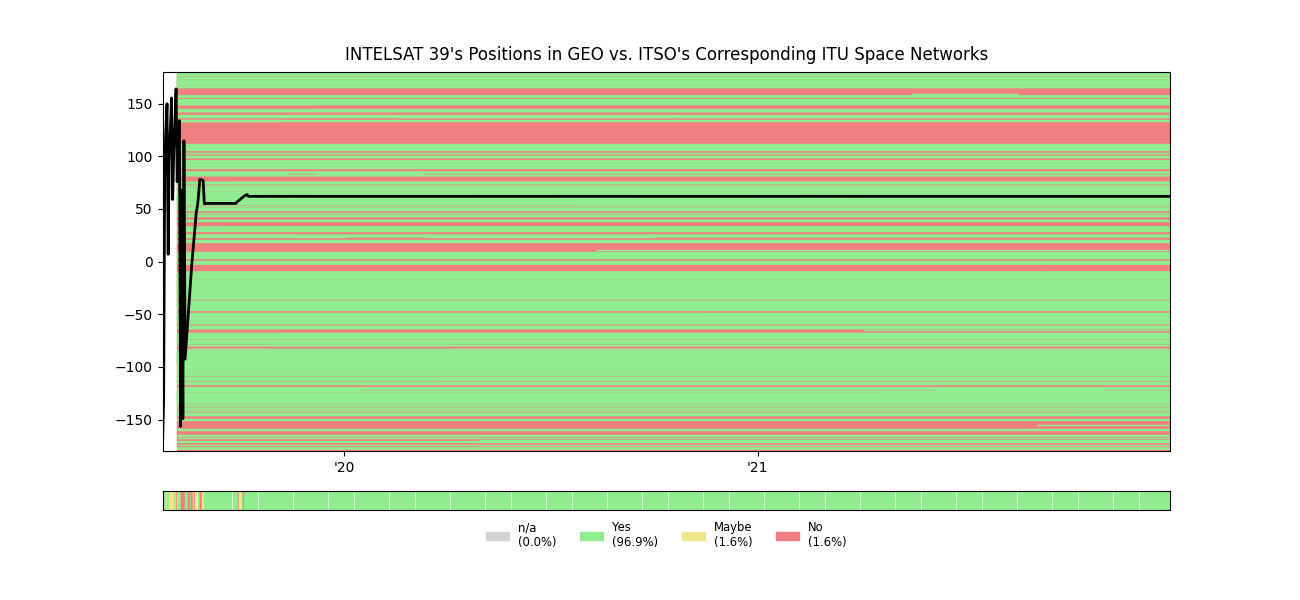 INTELSAT 39's Positions in GEO vs. ITSO's Corresponding ITU Space Networks
150
100
50
0
−50
−100
−150
'20 '21
n/a Yes Maybe No
(0.0%) (96.9%) (1.6%) (1.6%)